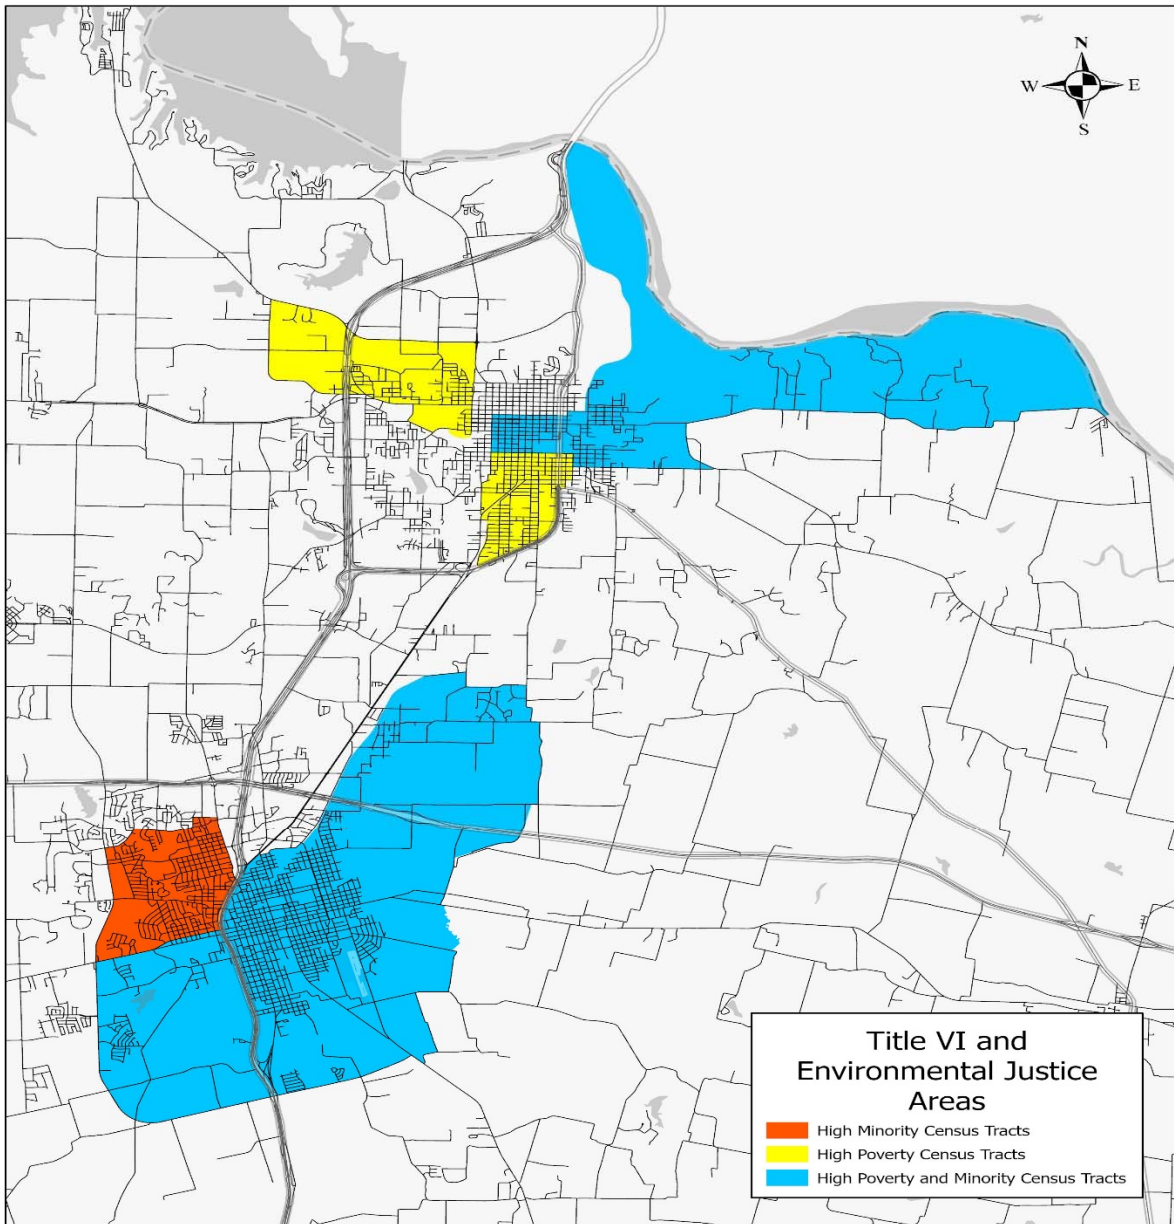 N
W E
S
Title VI and
Environmental Justice
Areas
High Minority Census Tracts
High Poverty Census Tracts
High Poverty and Minority Census Tracts